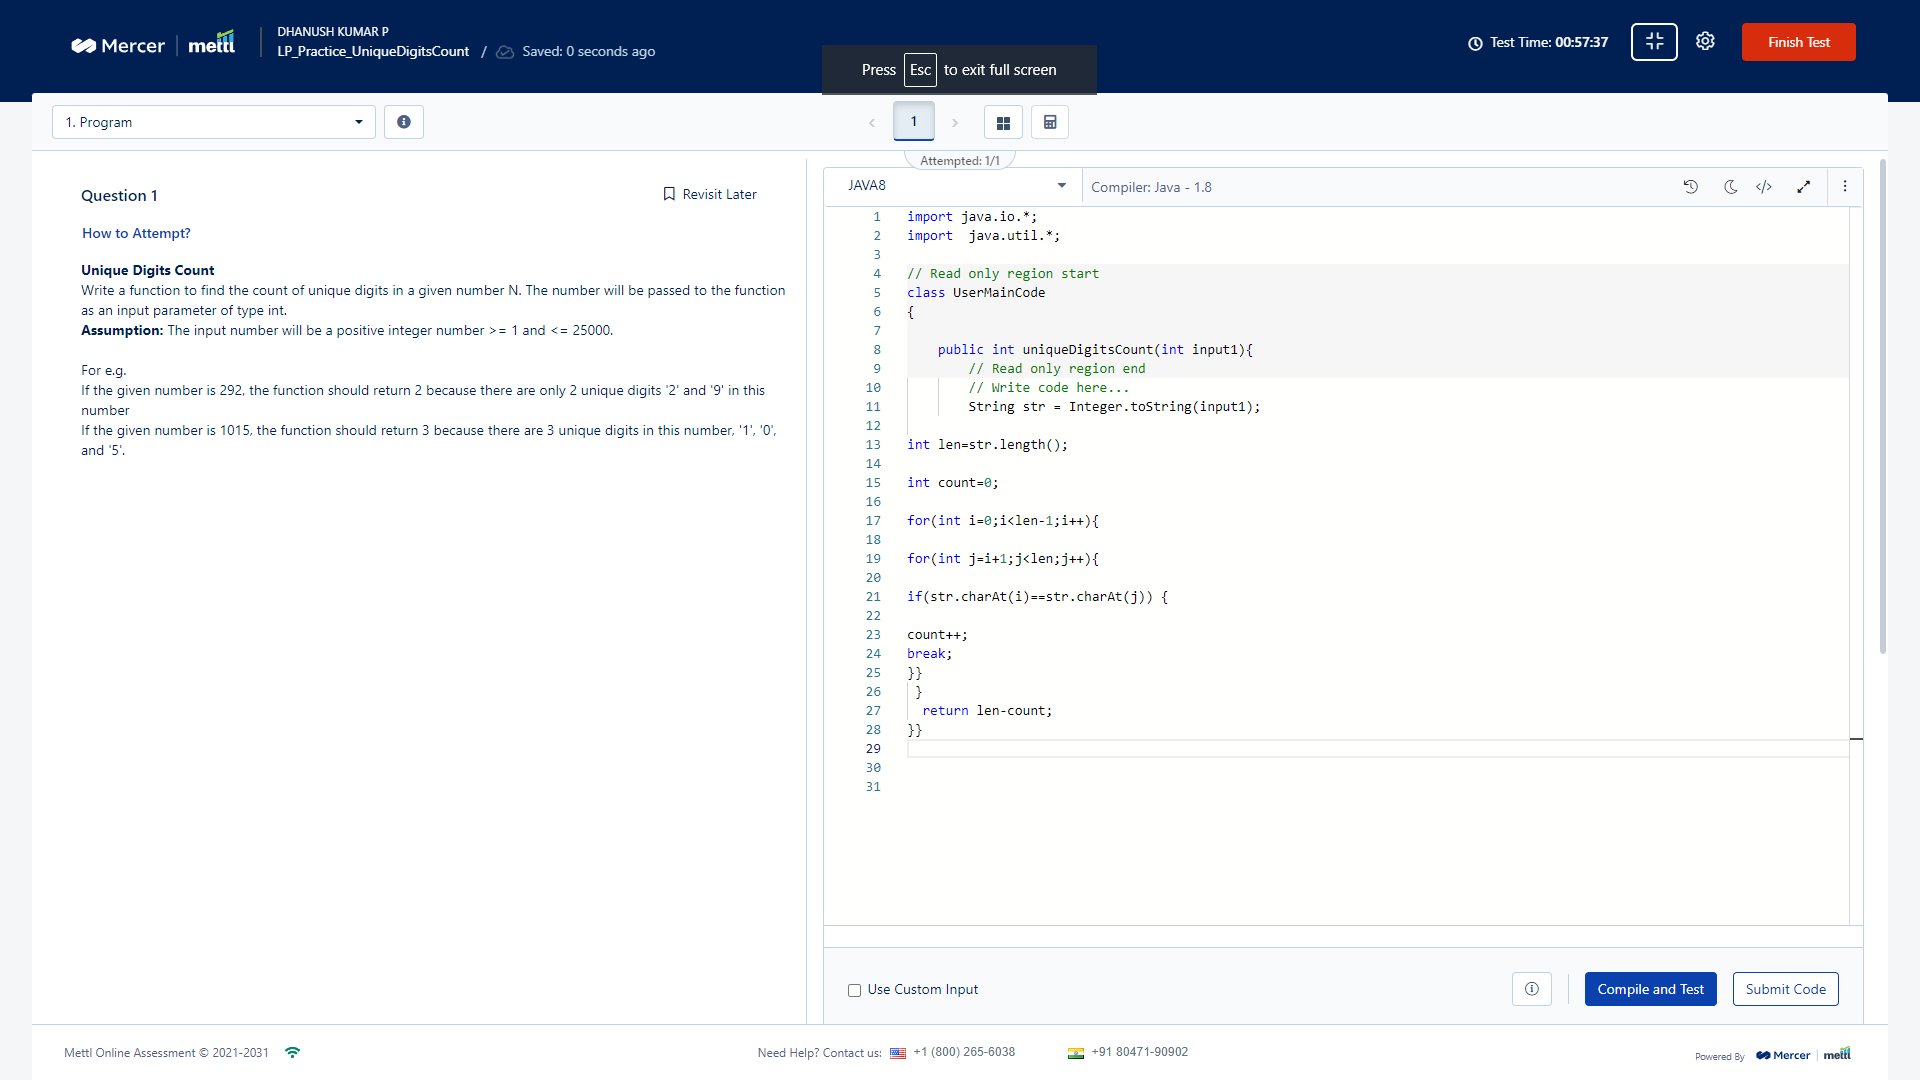 Mercer
mettl
DHANUSH KUMAR P
LP_Practice_UniqueDigitsCount / Saved: 0 seconds ago
Press Esc to exit full screen
Test Time: 00:57:37
Finish Test
1. Program
1
Attempted: 1/1
Question 1
Revisit Later
How to Attempt?
Unique Digits Count
Write a function to find the count of unique digits in a given number N. The number will be passed to the function
as an input parameter of type int.
Assumption: The input number will be a positive integer number >= 1 and <= 25000.
For e.g.
If the given number is 292, the function should return 2 because there are only 2 unique digits '2' and '9' in this
number
If the given number is 1015, the function should return 3 because there are 3 unique digits in this number, '1', '0',
and '5'.
JAVA8
Compiler: Java - 1.8
1 import java.io.*;
2 import  java.util.*;
3
4 // Read only region start
5 class UserMainCode
6 {
7
8     public int uniqueDigitsCount(int input1){
9         // Read only region end
10         // Write code here...
11         String str = Integer.toString(input1);
12
13 int len=str.length();
14
15 int count=0;
16
17 for(int i=0;i<len-1;i++){
18
19 for(int j=i+1;j<len;j++){
20
21 if(str.charAt(i)==str.charAt(j)) {
22
23 count++;
24 break;
25 }}
26  }
27   return len-count;
28 }}
29
30
31
Use Custom Input
Compile and Test
Submit Code
Mettl Online Assessment © 2021-2031
Need Help? Contact us: +1 (800) 265-6038
+91 80471-90902
Powered By Mercer mettl